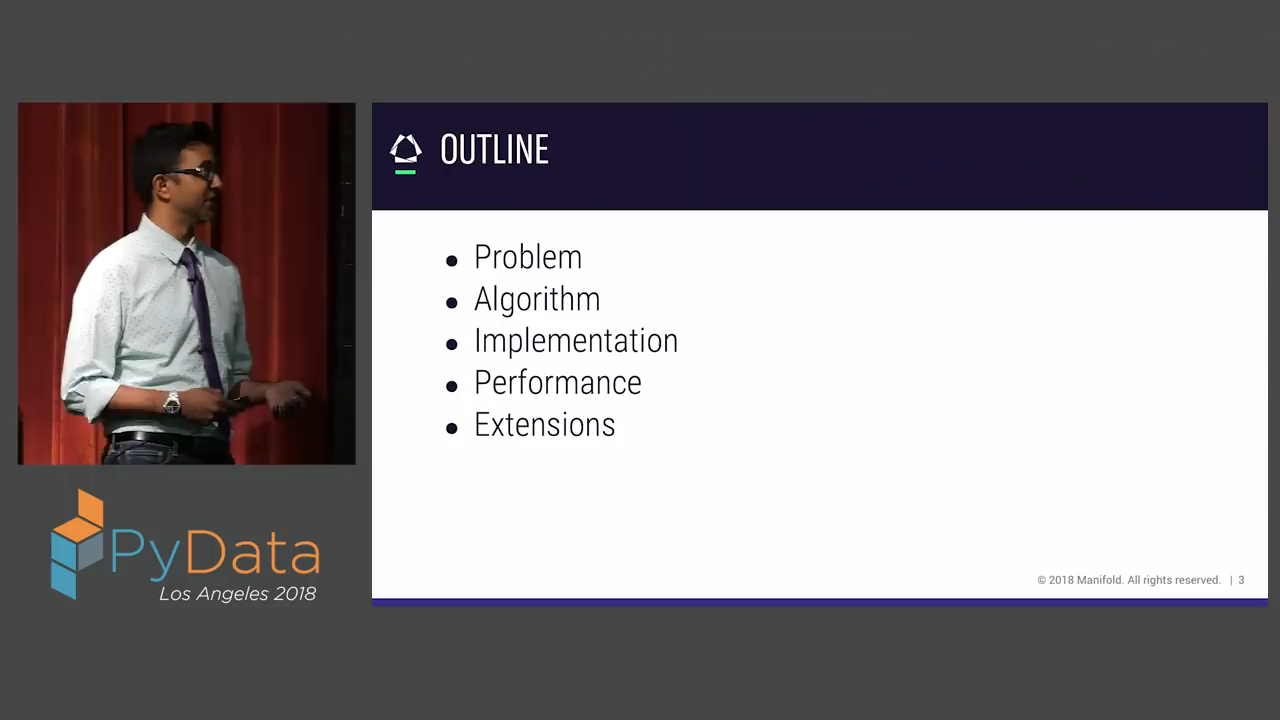 OUTLINE
• Problem
• Algorithm
• Implementation
• Performance
• Extensions
© 2018 Manifold. All rights reserved. | 3
PyData
Los Angeles 2018